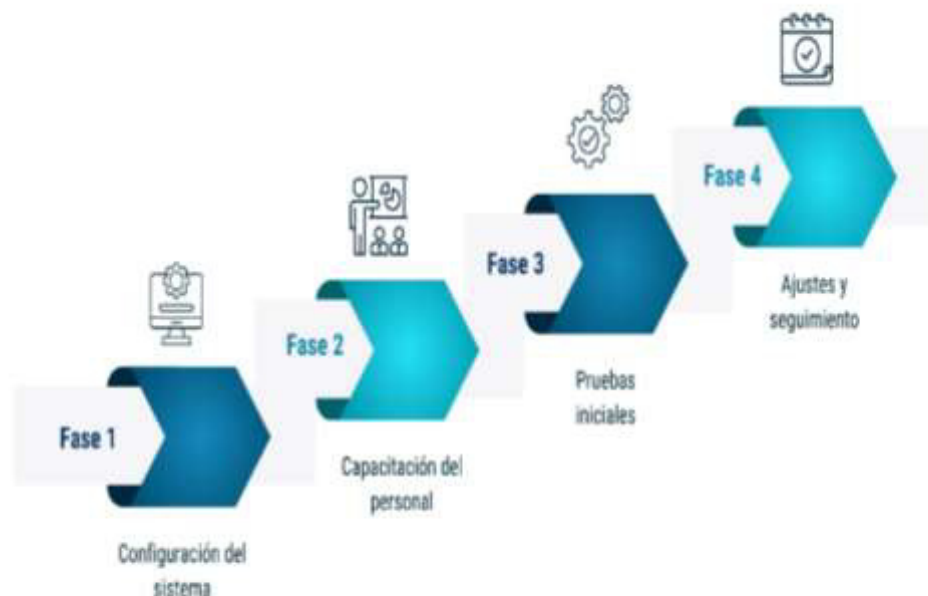 Fase 1
Configuración del
sistema
Fase 2
Capacitación del
personal
Fase 3
Pruebas
iniciales
Fase 4
Ajustes y
seguimiento